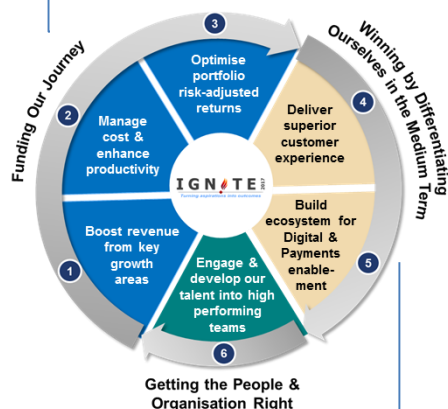 Funding Our Journey
Winning by Differentiating
Ourselves in the Medium Term
3
Optimise
portfolio
risk-adjusted
returns
2
Manage
cost &
enhance
productivity
4
Deliver
superior
customer
experience
IGNITE 2017
1
Boost revenue
from key
growth
areas
Build
ecosystem for
Digital &
Payments
enable-
ment
5
Engage &
develop our
talent into high
performing
teams
6
Getting the People &
Organisation Right